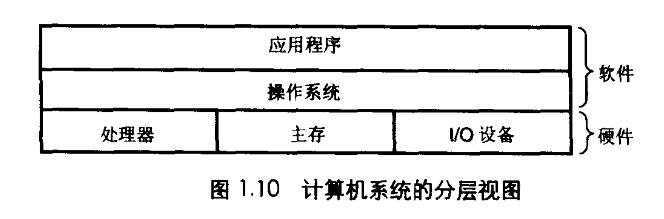 应用程序
软件
操作系统
处理器 主存 I/O 设备 硬件
图 1.10 计算机系统的分层视图